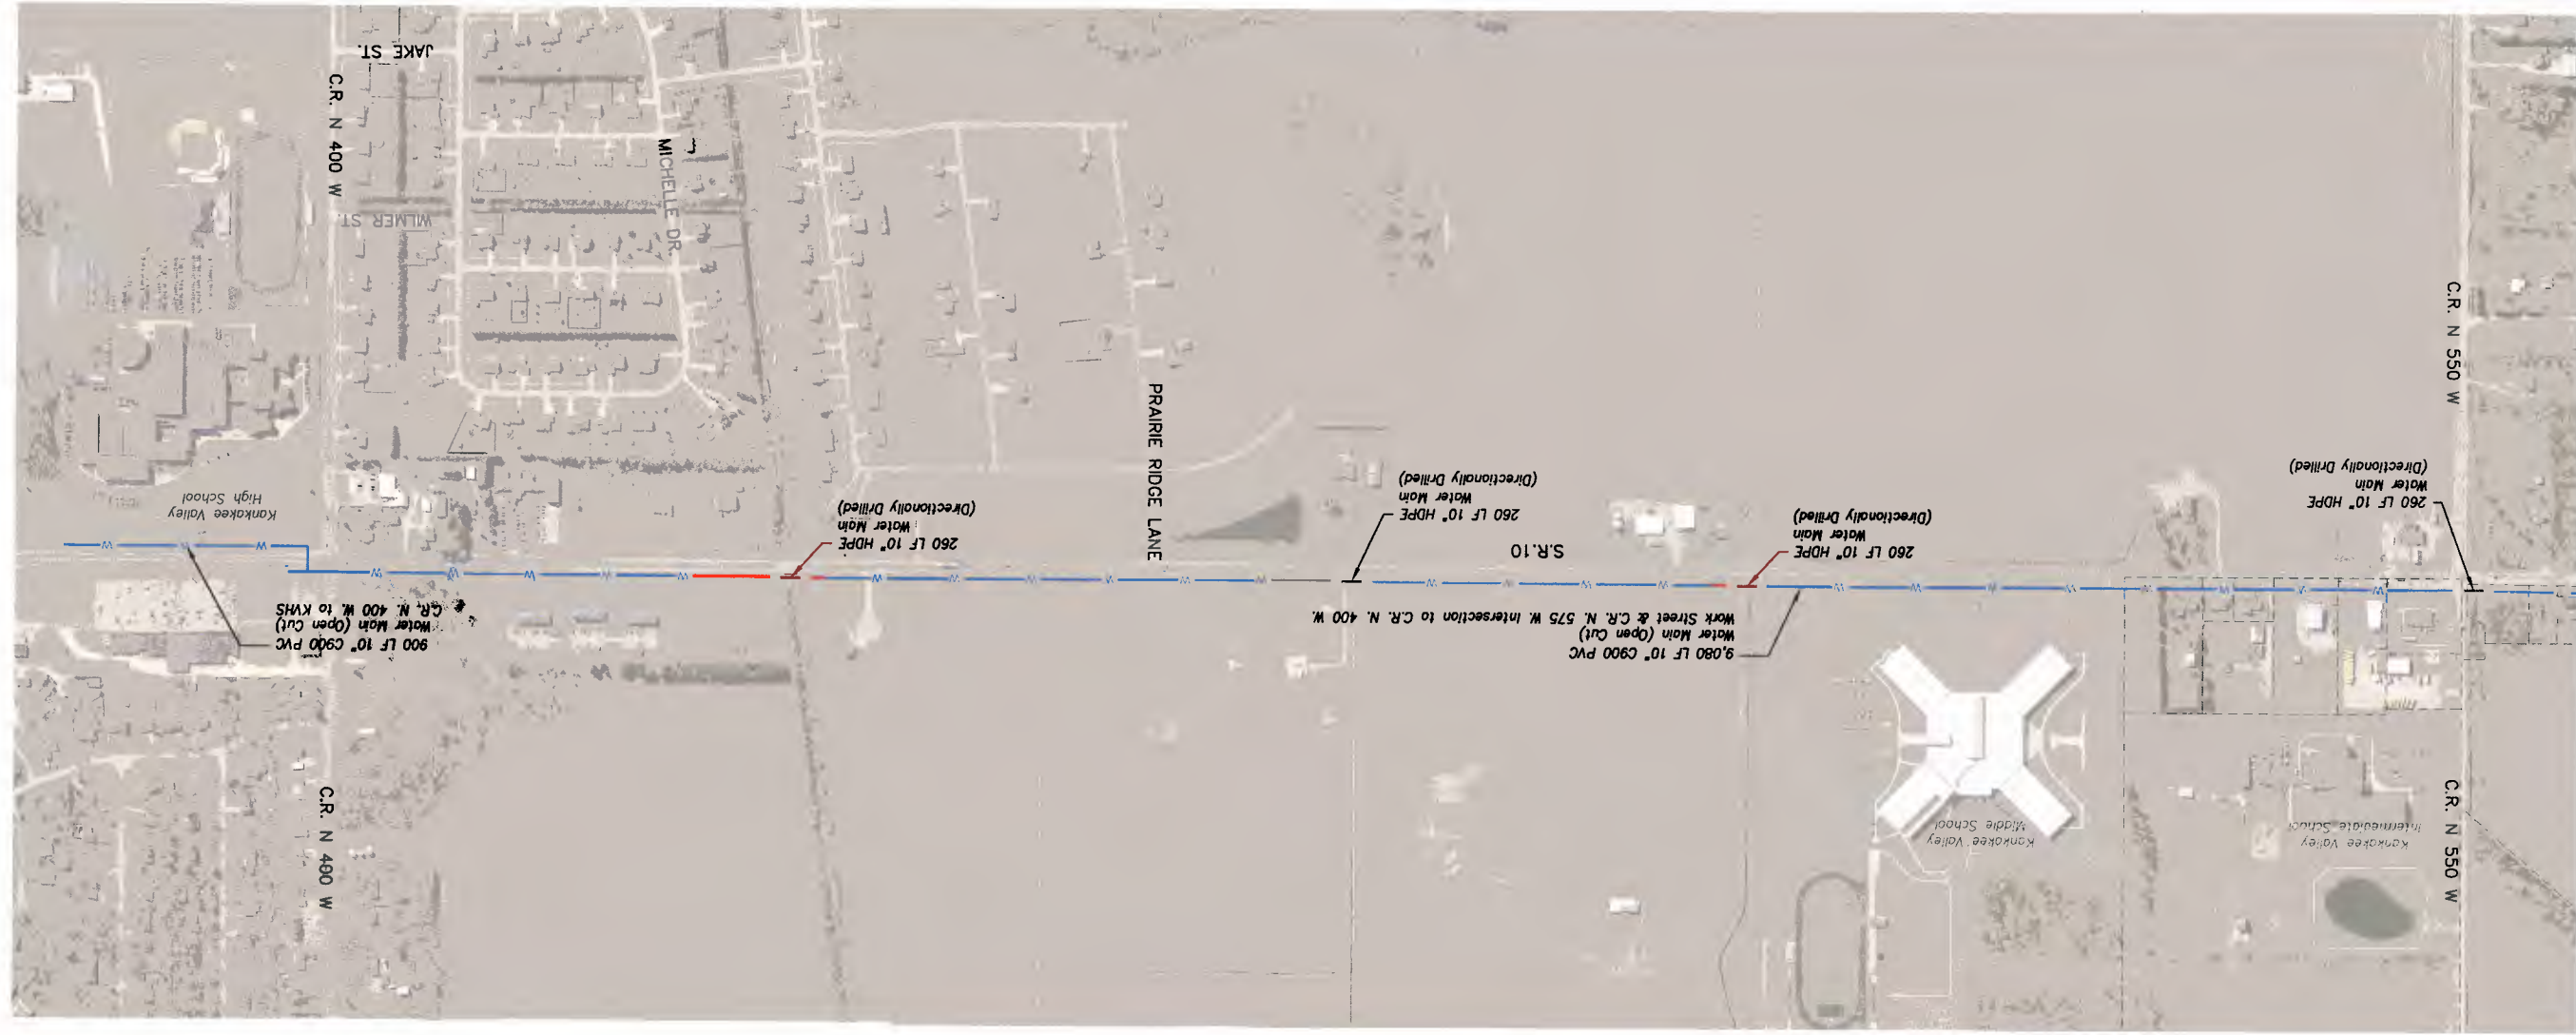 JAKE ST.
C.R. N 400 W
WILMER ST.
MICHELLE DR.
PRAIRIE RIDGE LANE
C.R. N 550 W
Kankakee Valley
High School
260 LF 10" HDPE
Water Main
(Directionally Drilled)
260 LF 10" HDPE
Water Main
(Directionally Drilled)
S.R.10
260 LF 10" HDPE
Water Main
(Directionally Drilled)
260 LF 10" HDPE
Water Main
(Directionally Drilled)
900 LF 10" C900 PVC
Water Main (Open Cut)
C.R. N. 400 W. to KVHS
9,080 LF 10" C900 PVC
Water Main (Open Cut)
Work Street & C.R. N. 575 W Intersection to C.R. N. 400 W.
C.R. N 400 W
Kankakee Valley
Middle School
Kankakee Valley
Intermediate School
C.R. N 550 W